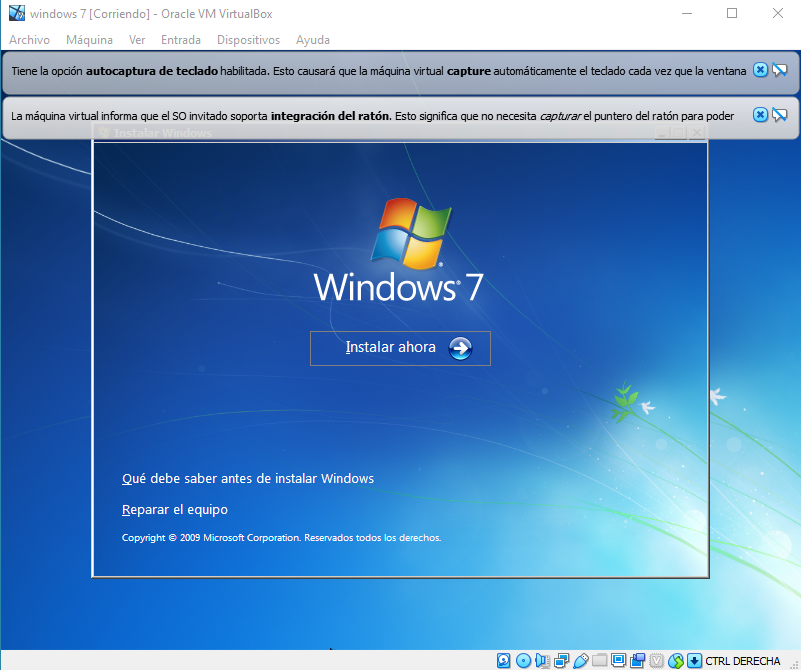 windows 7 [Corriendo] - Oracle VM VirtualBox
Archivo Máquina Ver Entrada Dispositivos Ayuda
Tiene la opción autocaptura de teclado habilitada. Esto causará que la máquina virtual capture automáticamente el teclado cada vez que la ventana
La máquina virtual informa que el SO invitado soporta integración del ratón. Esto significa que no necesita capturar el puntero del ratón para poder
Instalar Windows
Windows® 7
Instalar ahora
Qué debe saber antes de instalar Windows
Reparar el equipo
Copyright © 2009 Microsoft Corporation. Reservados todos los derechos.
CTRL DERECHA